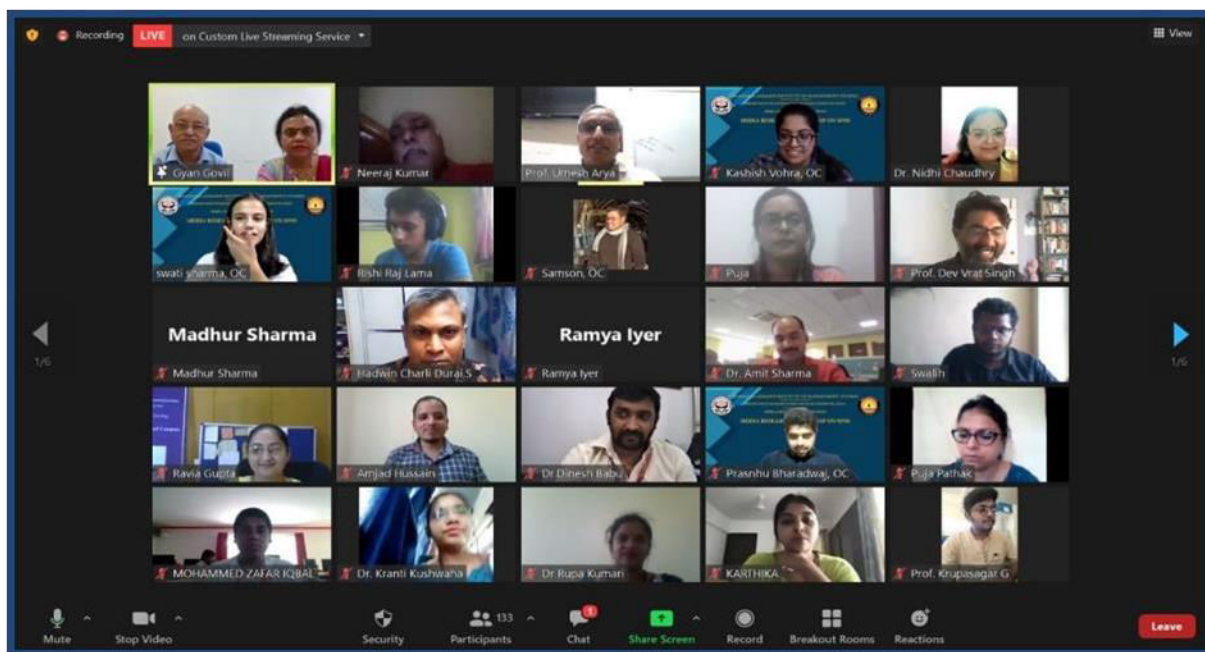 Recording LIVE on Custom Live Streaming Service
View
Gyan Govil
Neeraj Kumar
Prof. Umesh Arya
Kashish Vohra, OC
Dr. Nidhi Chaudhry
swati sharma, OC
Rishi Raj Lama
Samson, OC
Puja
Prof. Dev Vrat Singh
Madhur Sharma
Madhur Sharma
Hadwin Charli Durai.S
Ramya Iyer
Ramya Iyer
Dr. Amit Sharma
Swalih
1/6
1/6
Ravia Gupta
Amjad Hussain
Dr.Dinesh Babu
Prasnhu Bharadwaj, OC
Puja Pathak
MOHAMMED ZAFAR IQBAL
Dr. Kranti Kushwaha
Dr Rupa Kumari
KARTHIKA
Prof. Krupasagar G
133
1
Mute
Stop Video
Security
Participants
Chat
Share Screen
Record
Breakout Rooms
Reactions
Leave